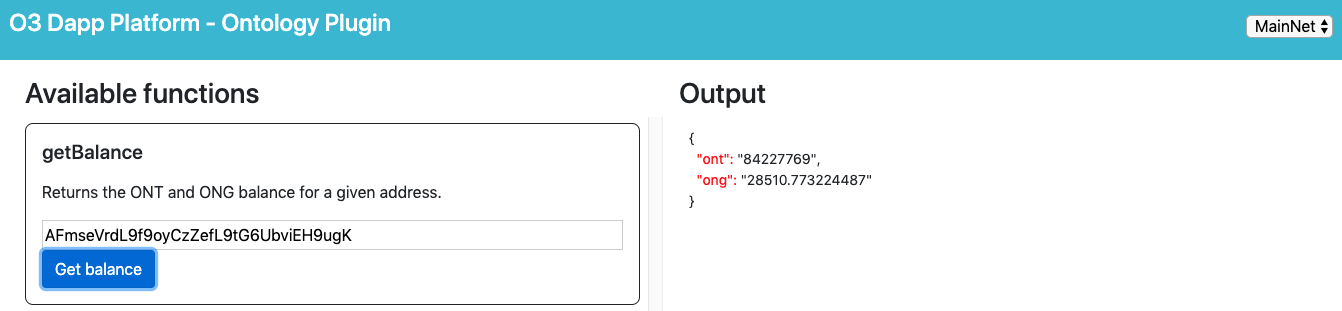 O3 Dapp Platform - Ontology Plugin
MainNet
Available functions
getBalance
Returns the ONT and ONG balance for a given address.
AFmseVrdL9f9oyCzZefL9tG6UbviEH9ugK
Get balance
Output
{
"ont": "84227769",
"ong": "28510.773224487"
}